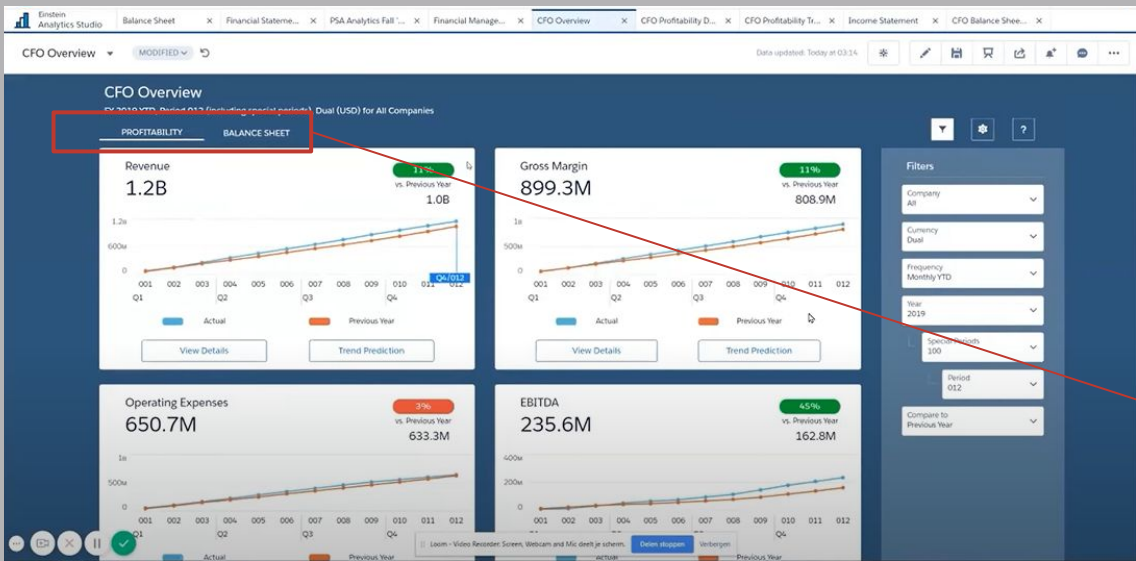 Einstein
Analytics Studio
Balance Sheet
Financial Stateme...
PSA Analytics Fall '...
Financial Manage...
CFO Overview
CFO Profitability D...
CFO Profitability Tr...
Income Statement
CFO Balance Shee...
CFO Overview
MODIFIED
Data updated: Today at 03:14
CFO Overview
FY 2019 YTD, Period 012 (including special periods), Dual (USD) for All Companies
PROFITABILITY
BALANCE SHEET
?
Revenue
11%
1.2B
vs. Previous Year
1.0B
1.2B
600M
0
001 002 003 004 005 006 007 008 009 010 011 012
Q4/012
Q1 Q2 Q3 Q4
Actual
Previous Year
View Details
Trend Prediction
Gross Margin
11%
899.3M
vs. Previous Year
808.9M
1B
500M
0
001 002 003 004 005 006 007 008 009 010 011 012
Q1 Q2 Q3 Q4
Actual
Previous Year
View Details
Trend Prediction
Filters
Company
All
Currency
Dual
Frequency
Monthly YTD
Year
2019
Special Periods
100
Period
012
Compare to
Previous Year
Operating Expenses
3%
650.7M
vs. Previous Year
633.3M
1B
500M
0
001 002 003 004 005 006 007 008 009 010 011 012
Q1 Q2 Q3 Q4
Actual
Previous Year
EBITDA
45%
235.6M
vs. Previous Year
162.8M
400M
200M
0
001 002 003 004 005 006 007 008 009 010 011 012
Q3 Q4
Actual
Previous Year
Loom – Video Recorder: Screen, Webcam and Mic deelt je scherm.
Delen stoppen
Verbergen